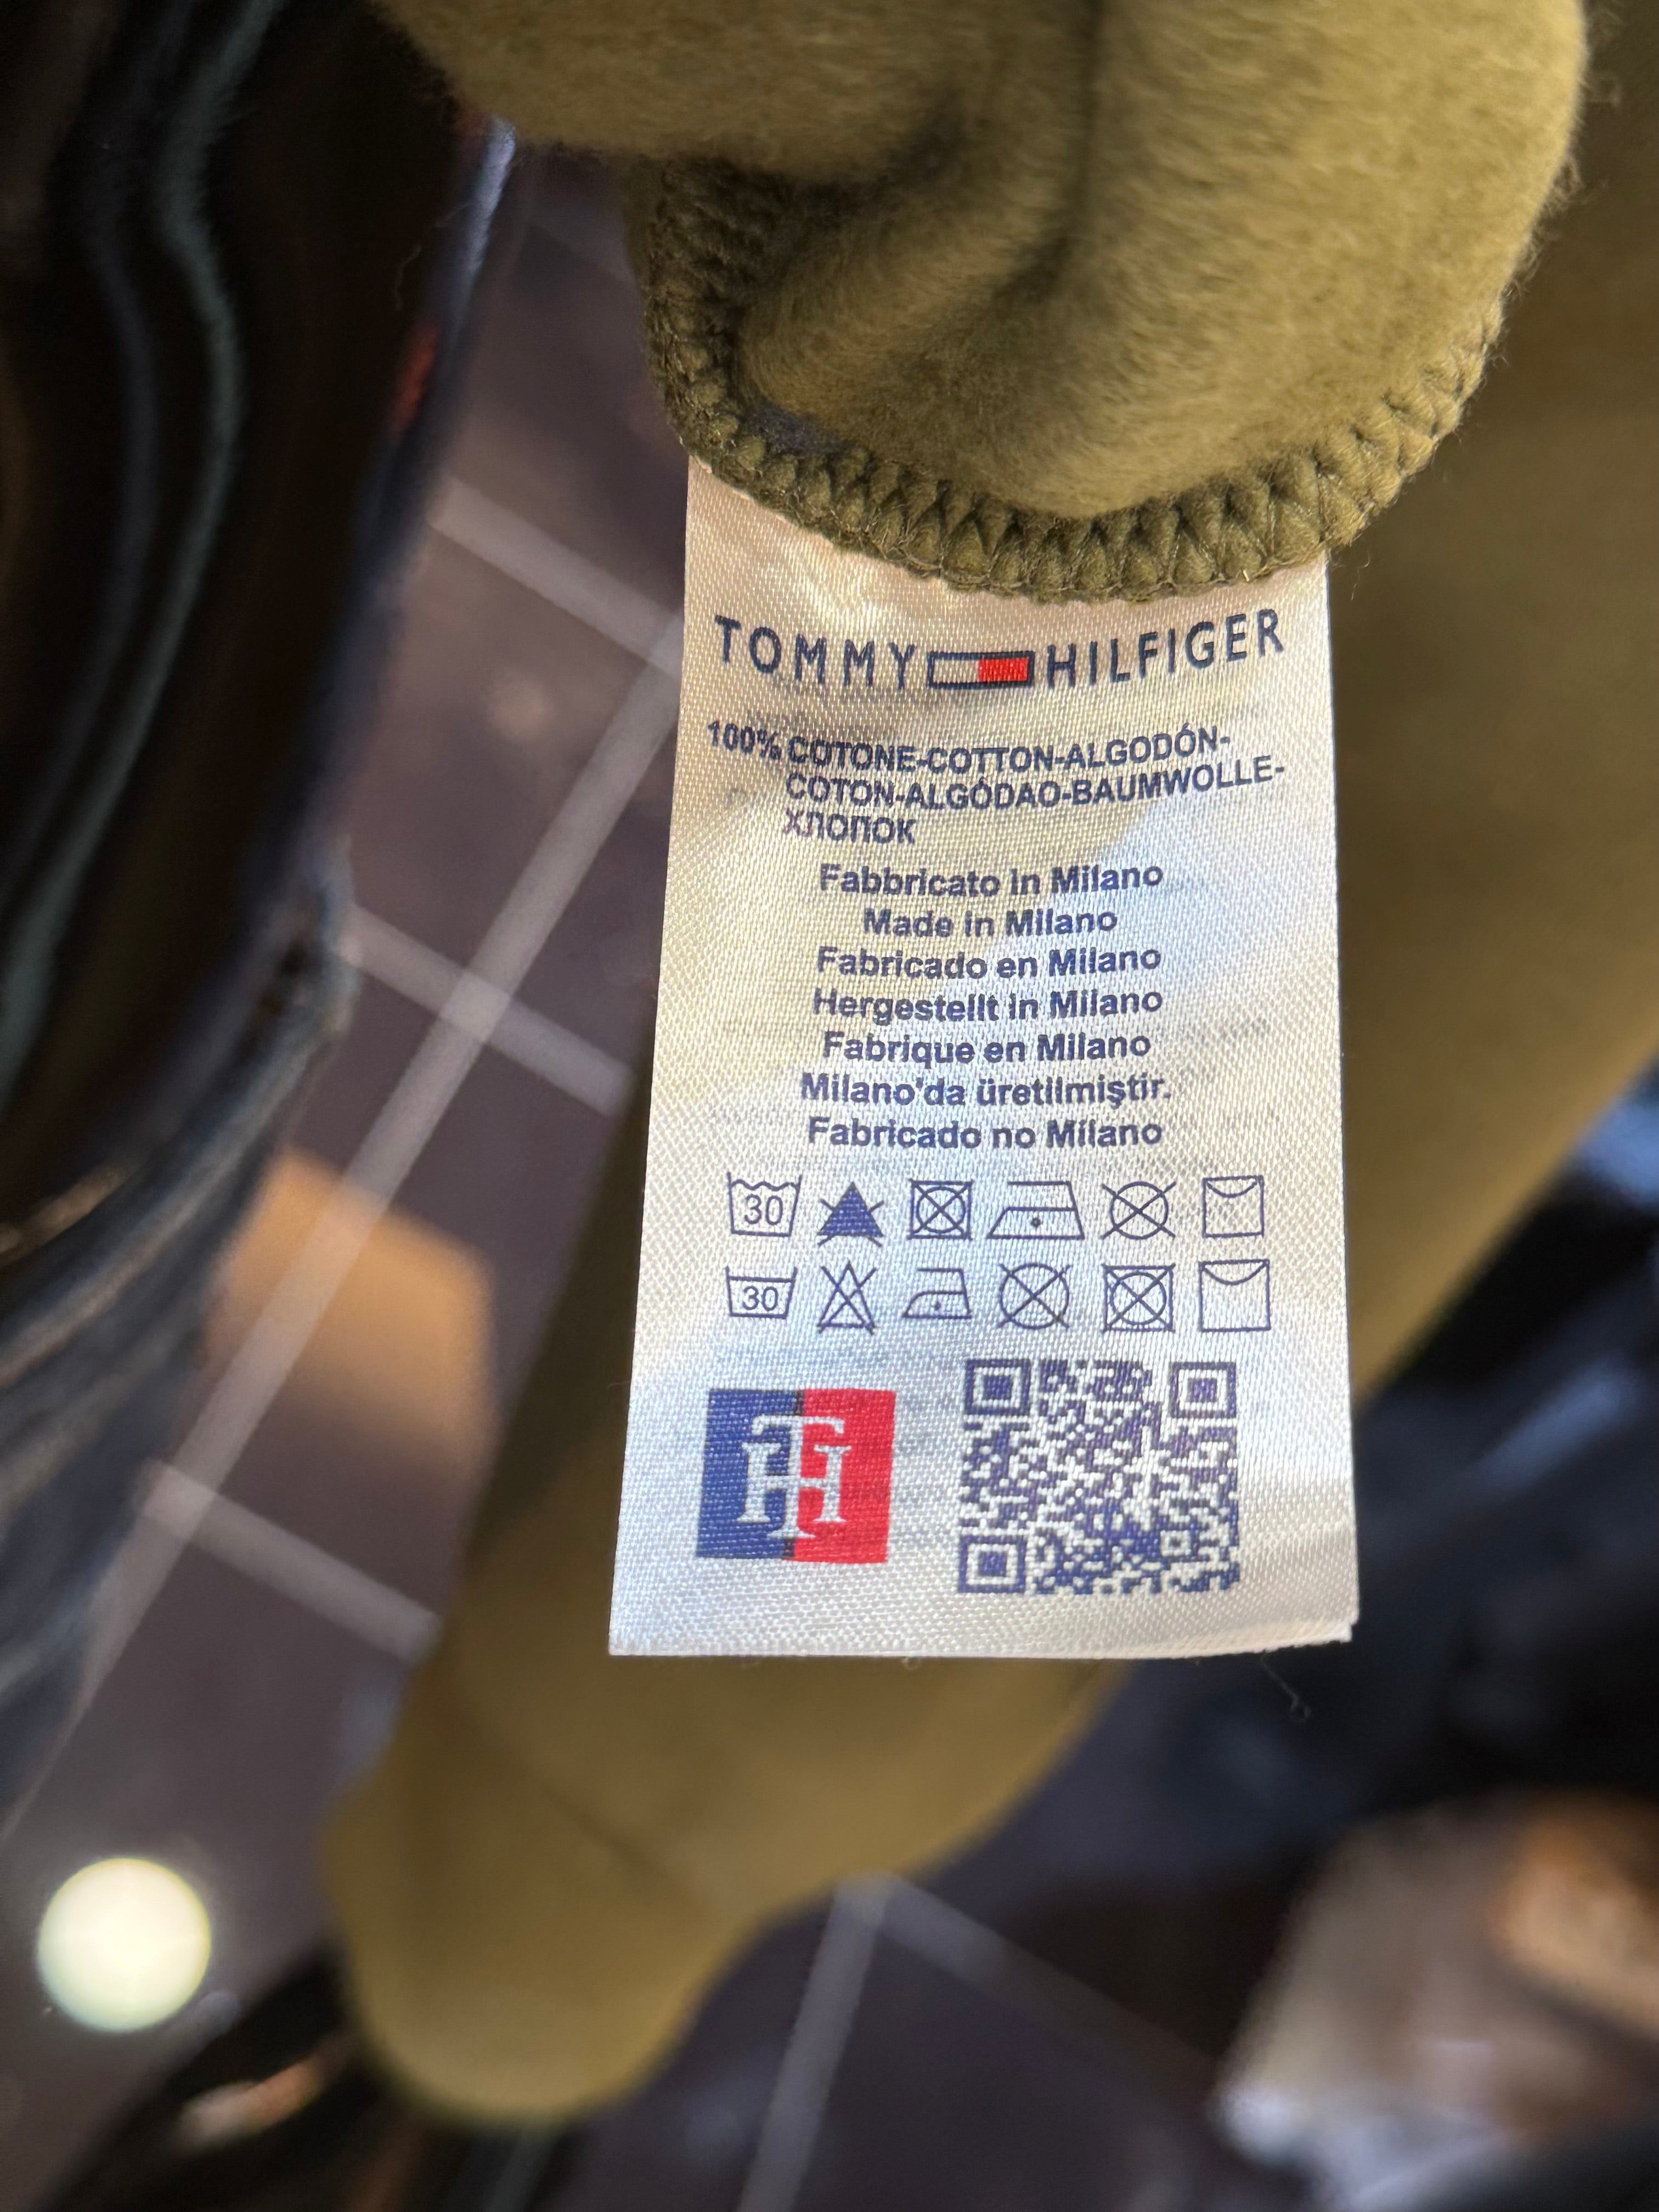 TOMMY HILFIGER
100% COTONE-COTTON-ALGODÓN-
COTON-ALGÓDAO-BAUMWOLLE-
ХЛОПОК
Fabbricato in Milano
Made in Milano
Fabricado en Milano
Hergestellt in Milano
Fabrique en Milano
Milano'da üretilmiştir.
Fabricado no Milano
30
30
TH